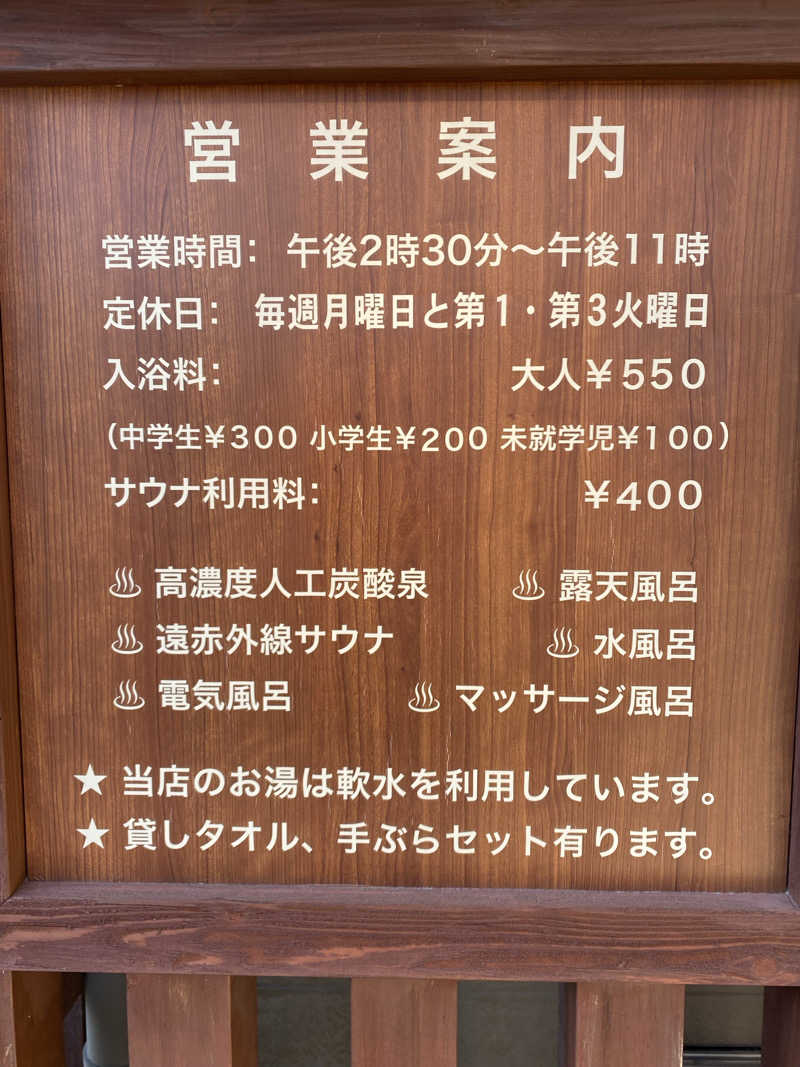 営業案内
営業時間： 午後2時30分～午後11時
定休日： 毎週月曜日と第１・第３火曜日
入浴料： 大人￥５５０
（中学生￥３００ 小学生￥２００ 未就学児￥１００）
サウナ利用料： ￥４００
♨ 高濃度人工炭酸泉 ♨ 露天風呂
♨ 遠赤外線サウナ ♨ 水風呂
♨ 電気風呂 ♨ マッサージ風呂
★ 当店のお湯は軟水を利用しています。
★ 貸しタオル、手ぶらセット有ります。